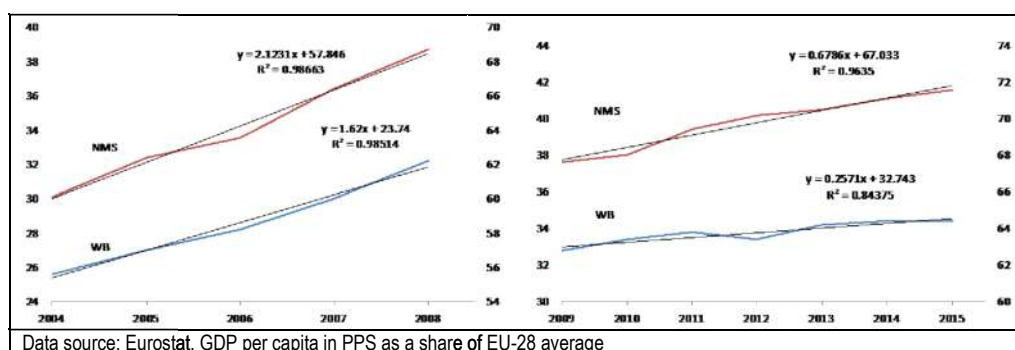 40
38
36
34
32
30
28
26
24
70
68
66
64
62
60
58
56
54
y = 2.1231x + 57.846
R² = 0.98663
NMS
y = 1.62x + 23.74
R² = 0.98514
WB
2004 2005 2006 2007 2008
44
42
40
38
36
34
33
31
30
74
72
70
68
66
64
62
60
y = 0.6786x + 67.033
R² = 0.9635
NMS
y = 0.2571x + 32.743
R² = 0.84375
WB
2009 2010 2011 2012 2013 2014 2015
Data source: Eurostat. GDP per capita in PPS as a share of EU-28 average